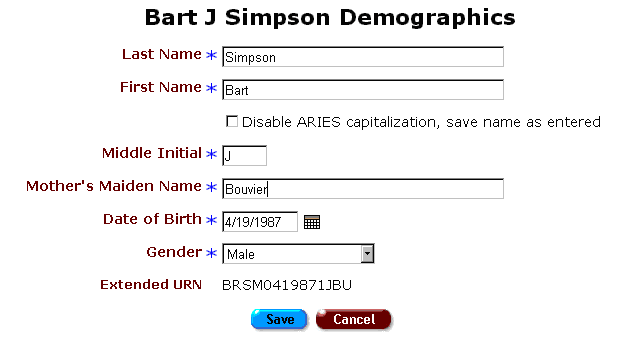 Bart J Simpson Demographics
Last Name * Simpson
First Name * Bart
Disable ARIES capitalization, save name as entered
Middle Initial * J
Mother's Maiden Name * Bouvier
Date of Birth * 4/19/1987
Gender * Male
Extended URN BRSM0419871JBU
Save Cancel